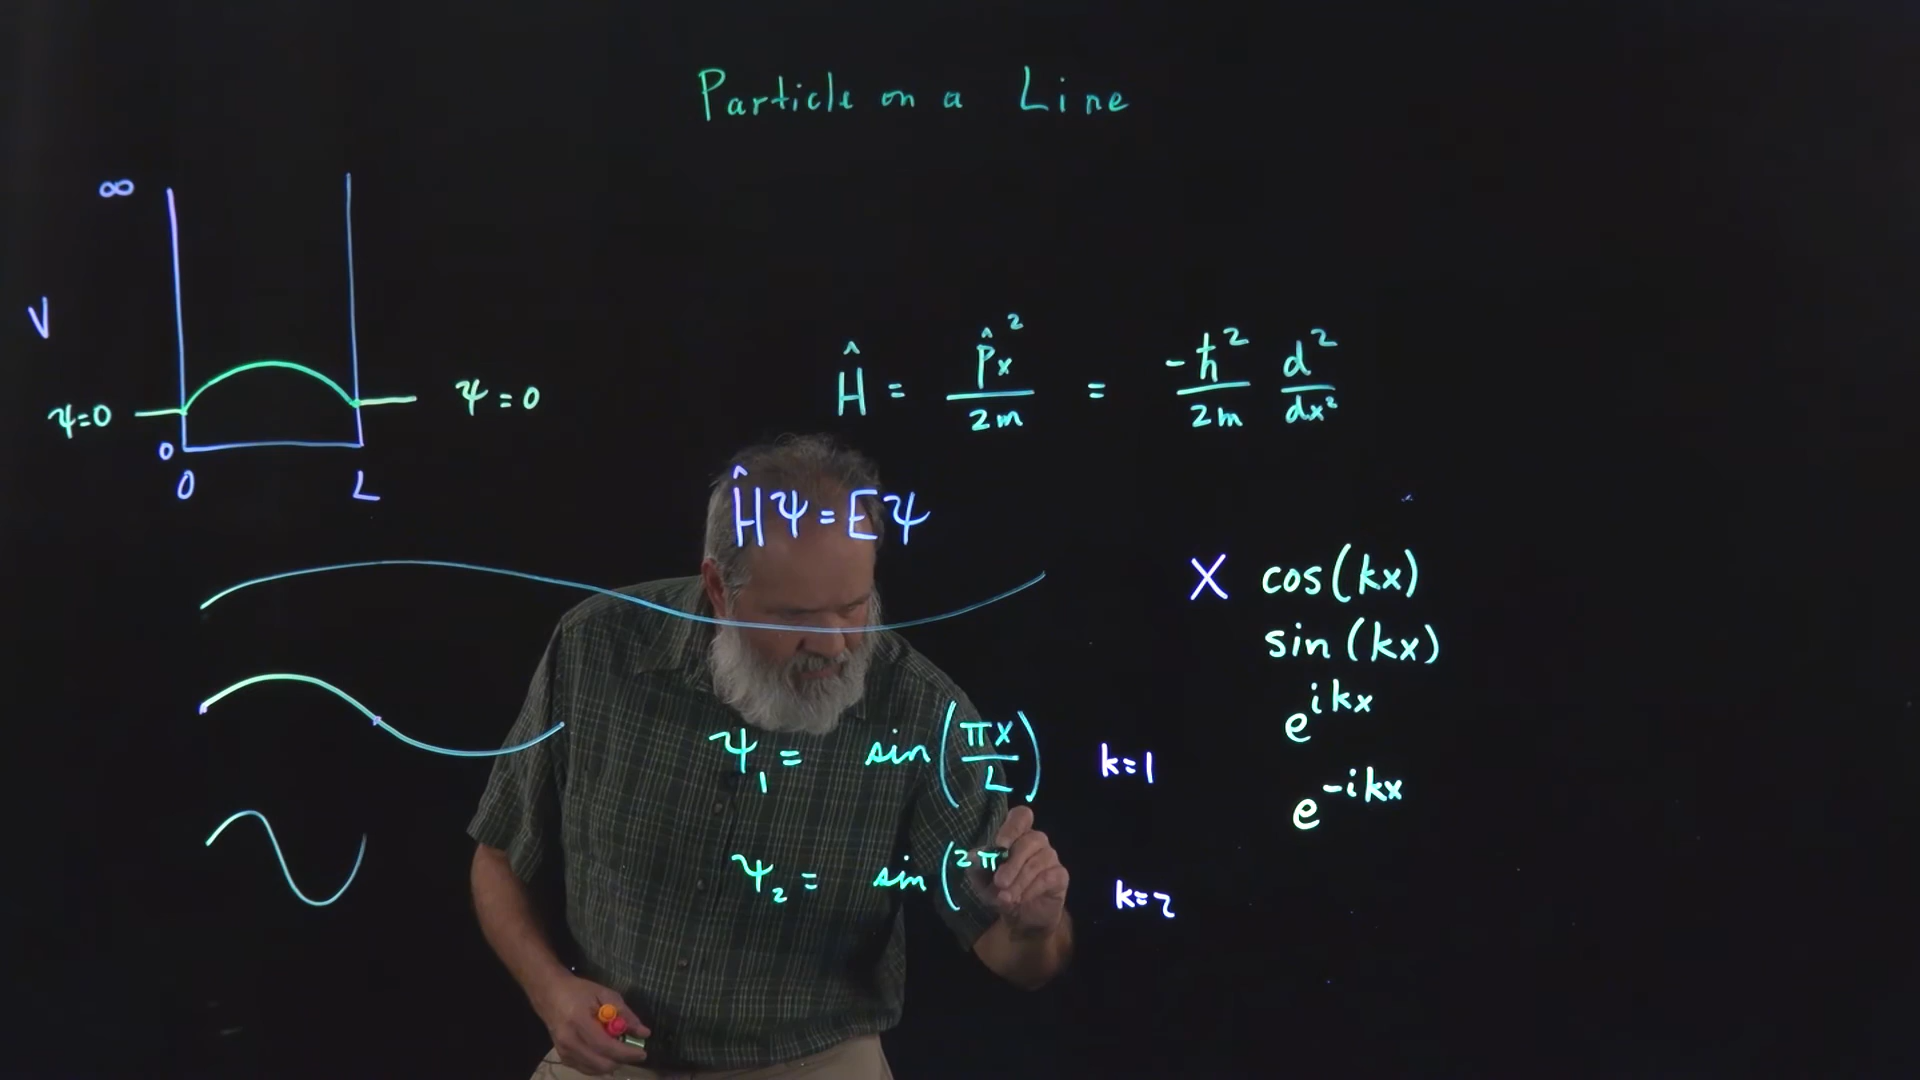 Particle on a Line
∞
V
ψ=0
ψ=0
0
0 L
Ĥ = p̂ₓ² / 2m = -ħ² / 2m d² / dx²
Ĥψ=Eψ
X cos(kx)
sin(kx)
e^{ikx}
e^{-ikx}
ψ₁ = sin(πx / L) k=1
ψ₂ = sin(2π k=2